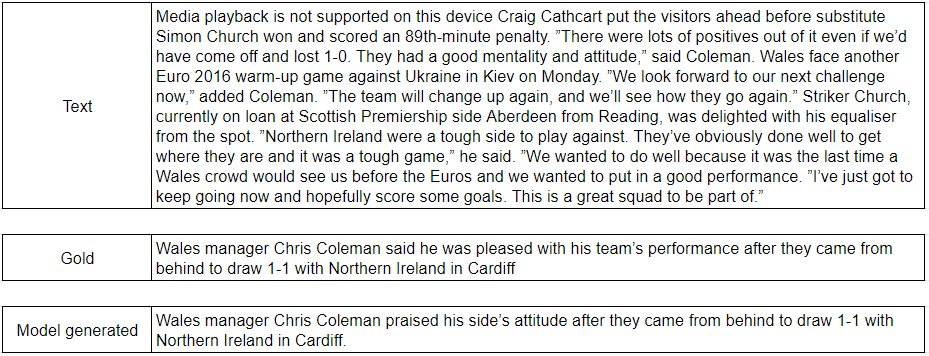 Text
Media playback is not supported on this device Craig Cathcart put the visitors ahead before substitute
Simon Church won and scored an 89th-minute penalty. ”There were lots of positives out of it even if we’d
have come off and lost 1-0. They had a good mentality and attitude,” said Coleman. Wales face another
Euro 2016 warm-up game against Ukraine in Kiev on Monday. ”We look forward to our next challenge
now,” added Coleman. ”The team will change up again, and we’ll see how they go again.” Striker Church,
currently on loan at Scottish Premiership side Aberdeen from Reading, was delighted with his equaliser
from the spot. ”Northern Ireland were a tough side to play against. They’ve obviously done well to get
where they are and it was a tough game,” he said. ”We wanted to do well because it was the last time a
Wales crowd would see us before the Euros and we wanted to put in a good performance. ”I’ve just got to
keep going now and hopefully score some goals. This is a great squad to be part of.”
Gold
Wales manager Chris Coleman said he was pleased with his team’s performance after they came from
behind to draw 1-1 with Northern Ireland in Cardiff
Model generated
Wales manager Chris Coleman praised his side’s attitude after they came from behind to draw 1-1 with
Northern Ireland in Cardiff.